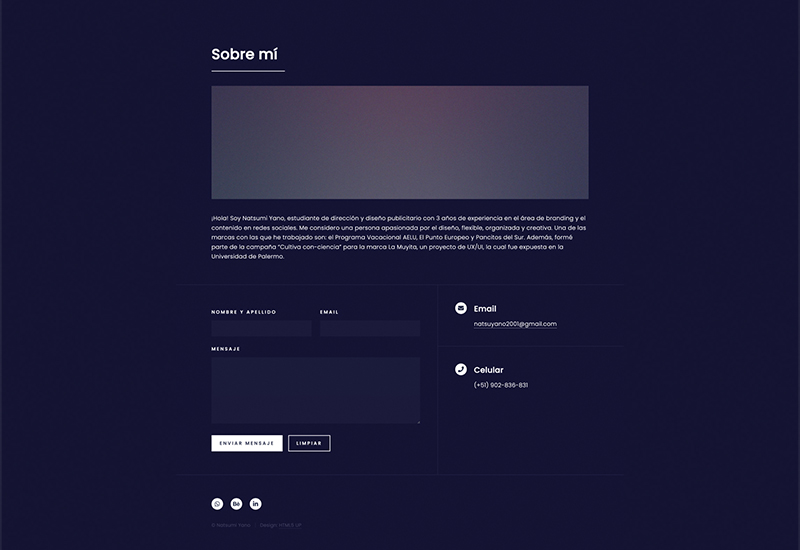 Sobre mí
¡Hola! Soy Natsumi Yano, estudiante de dirección y diseño publicitario con 3 años de experiencia en el área de branding y el
contenido en redes sociales. Me considero una persona apasionada por el diseño, flexible, organizada y creativa. Una de las
marcas con las que he trabajado son: el Programa Vacacional AELU, El Punto Europeo y Pancitos del Sur. Además, formé
parte de la campaña “Cultiva con-ciencia” para la marca La Muyita, un proyecto de UX/UI, la cual fue expuesta en la
Universidad de Palermo.
NOMBRE Y APELLIDO
EMAIL
MENSAJE
ENVIAR MENSAJE
LIMPIAR
Email
natsuyano2001@gmail.com
Celular
(+51) 902-836-831
Bē
in
© Natsumi Yano Design: HTML5 UP